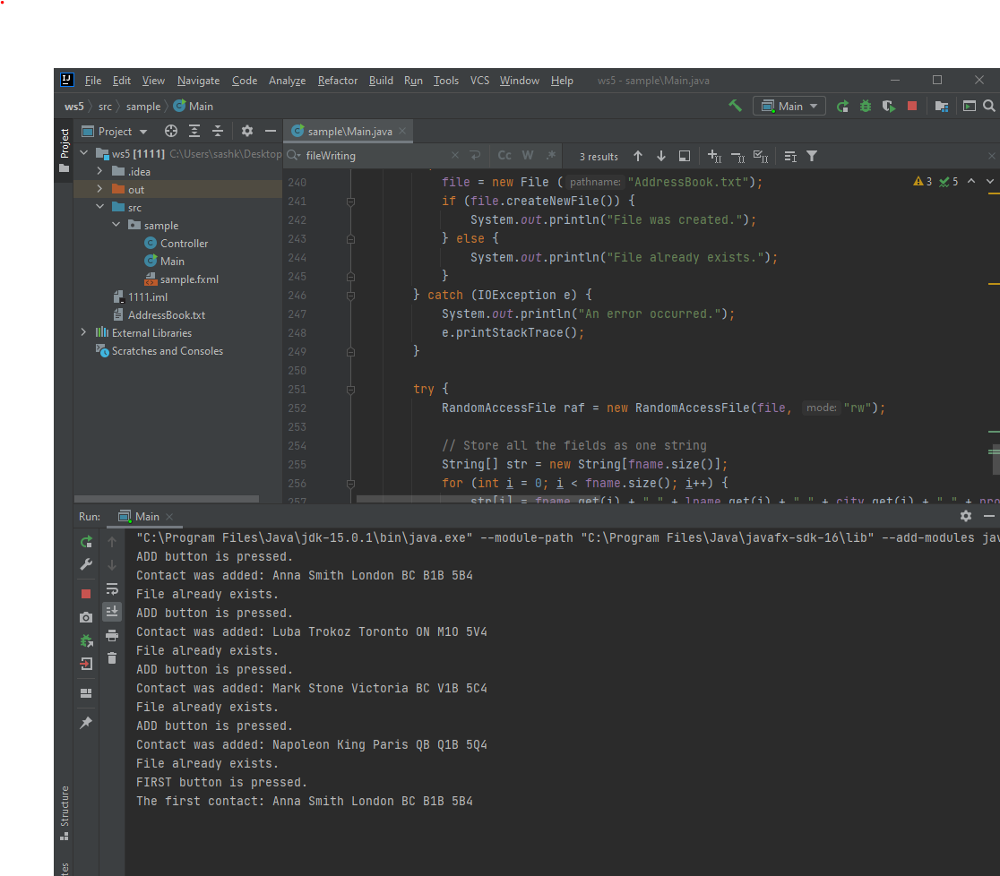 File Edit View Navigate Code Analyze Refactor Build Run Tools VCS Window Help ws5 - sample\Main.java
ws5 src sample Main Main
Project Project sample\Main.java
fileWriting Cc W .* 3 results
ws5 [1111] C:\Users\sashk\Desktop
.idea
out
src
sample
Controller
Main
sample.fxml
1111.iml
AddressBook.txt
External Libraries
Scratches and Consoles
3 5
240 file = new File ( pathname: "AddressBook.txt");
241 if (file.createNewFile()) {
242 System.out.println("File was created.");
243 } else {
244 System.out.println("File already exists.");
245 }
246 } catch (IOException e) {
247 System.out.println("An error occurred.");
248 e.printStackTrace();
249 }
250
251 try {
252 RandomAccessFile raf = new RandomAccessFile(file, mode: "rw");
253
254 // Store all the fields as one string
255 String[] str = new String[fname.size()];
256 for (int i = 0; i < fname.size(); i++) {
257 str[i] = fname.get(i) + " " + lname.get(i) + " " + city.get(i) + " " + pro
Run: Main
"C:\Program Files\Java\jdk-15.0.1\bin\java.exe" --module-path "C:\Program Files\Java\javafx-sdk-16\lib" --add-modules jav
ADD button is pressed.
Contact was added: Anna Smith London BC B1B 5B4
File already exists.
ADD button is pressed.
Contact was added: Luba Trokoz Toronto ON M1O 5V4
File already exists.
ADD button is pressed.
Contact was added: Mark Stone Victoria BC V1B 5C4
File already exists.
ADD button is pressed.
Contact was added: Napoleon King Paris QB Q1B 5Q4
File already exists.
FIRST button is pressed.
The first contact: Anna Smith London BC B1B 5B4
Structure